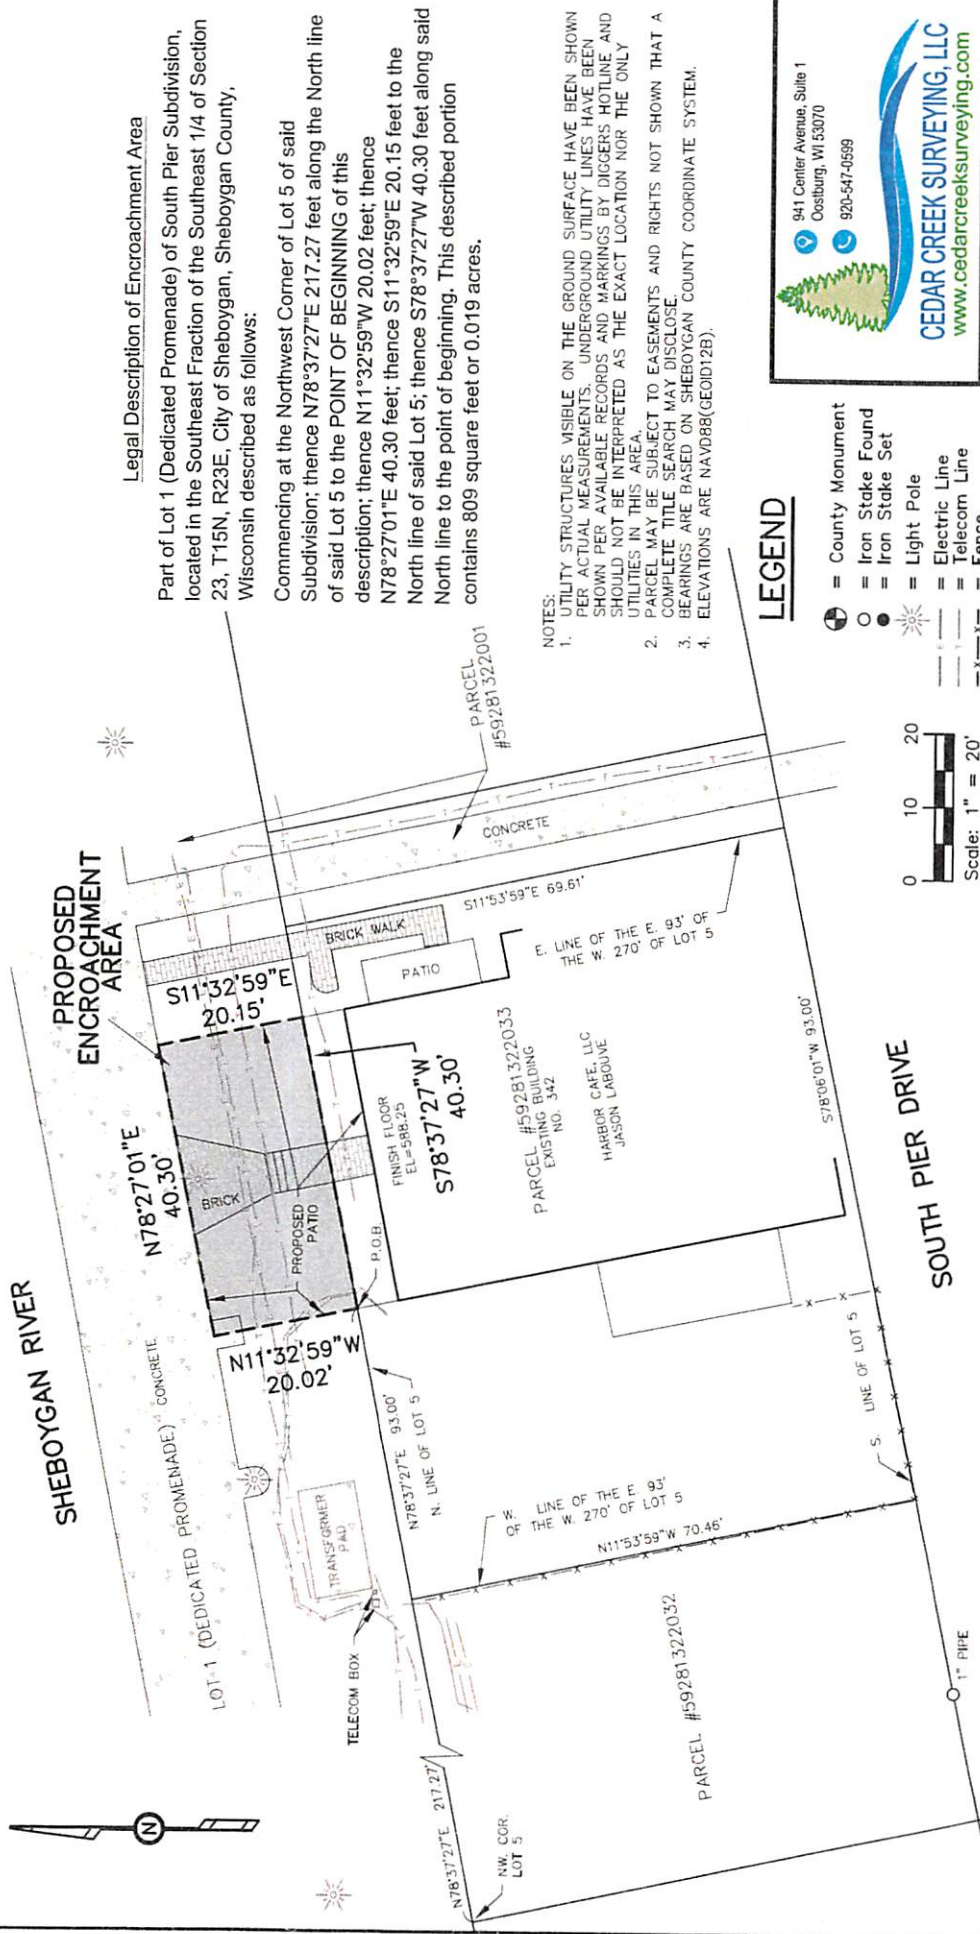 Legal Description of Encroachment Area
Part of Lot 1 (Dedicated Promenade) of South Pier Subdivision,
located in the Southeast Fraction of the Southeast 1/4 of Section
23, T15N, R23E, City of Sheboygan, Sheboygan County,
Wisconsin described as follows:
Commencing at the Northwest Corner of Lot 5 of said
Subdivision; thence N78°37'27"E 217.27 feet along the North line
of said Lot 5 to the POINT OF BEGINNING of this
description; thence N11°32'59"W 20.02 feet; thence
N78°27'01"E 40.30 feet; thence S11°32'59"E 20.15 feet to the
North line of said Lot 5; thence S78°37'27"W 40.30 feet along said
North line to the point of beginning. This described portion
contains 809 square feet or 0.019 acres.
NOTES:
1. UTILITY STRUCTURES VISIBLE ON THE GROUND SURFACE HAVE BEEN SHOWN
PER ACTUAL MEASUREMENTS. UNDERGROUND UTILITY LINES HAVE BEEN
SHOWN PER AVAILABLE RECORDS AND MARKINGS BY DIGGERS HOTLINE AND
SHOULD NOT BE INTERPRETED AS THE EXACT LOCATION NOR THE ONLY
UTILITIES IN THIS AREA.
2. PARCEL MAY BE SUBJECT TO EASEMENTS AND RIGHTS NOT SHOWN THAT A
COMPLETE TITLE SEARCH MAY DISCLOSE.
3. BEARINGS ARE BASED ON SHEBOYGAN COUNTY COORDINATE SYSTEM.
4. ELEVATIONS ARE NAVD88(GEOID12B).
SHEBOYGAN RIVER
PROPOSED
ENCROACHMENT
AREA
N78°27'01"E
40.30'
S11°32'59"E
20.15'
N11°32'59"W
20.02'
S78°37'27"W
40.30'
LOT 1 (DEDICATED PROMENADE) CONCRETE
BRICK
PROPOSED
PATIO
P.O.B.
BRICK WALK
PATIO
CONCRETE
PARCEL
#59281322001
FINISH FLOOR
EL=588.25
PARCEL #59281322033
EXISTING BUILDING
NO. 342
HARBOR CAFE, LLC
JASON LABOUVE
S11°53'59"E 69.61'
E. LINE OF THE E. 93' OF
THE W. 270' OF LOT 5
S78°06'01"W 93.00'
TRANSFORMER
PAD
TELECOM BOX
N78°37'27"E 93.00'
N. LINE OF LOT 5
W. LINE OF THE E. 93'
OF THE W. 270' OF LOT 5
N11°53'59"W 70.46'
S. LINE OF LOT 5
SOUTH PIER DRIVE
N
N78°37'27"E 217.27'
NW. COR.
LOT 5
PARCEL #59281322032
1" PIPE
LEGEND
= County Monument
= Iron Stake Found
= Iron Stake Set
= Light Pole
E = Electric Line
T = Telecom Line
x x = Fence
0 10 20
Scale: 1" = 20'
941 Center Avenue, Suite 1
Oostburg, WI 53070
920-547-0599
CEDAR CREEK SURVEYING, LLC
www.cedarcreeksurveying.com